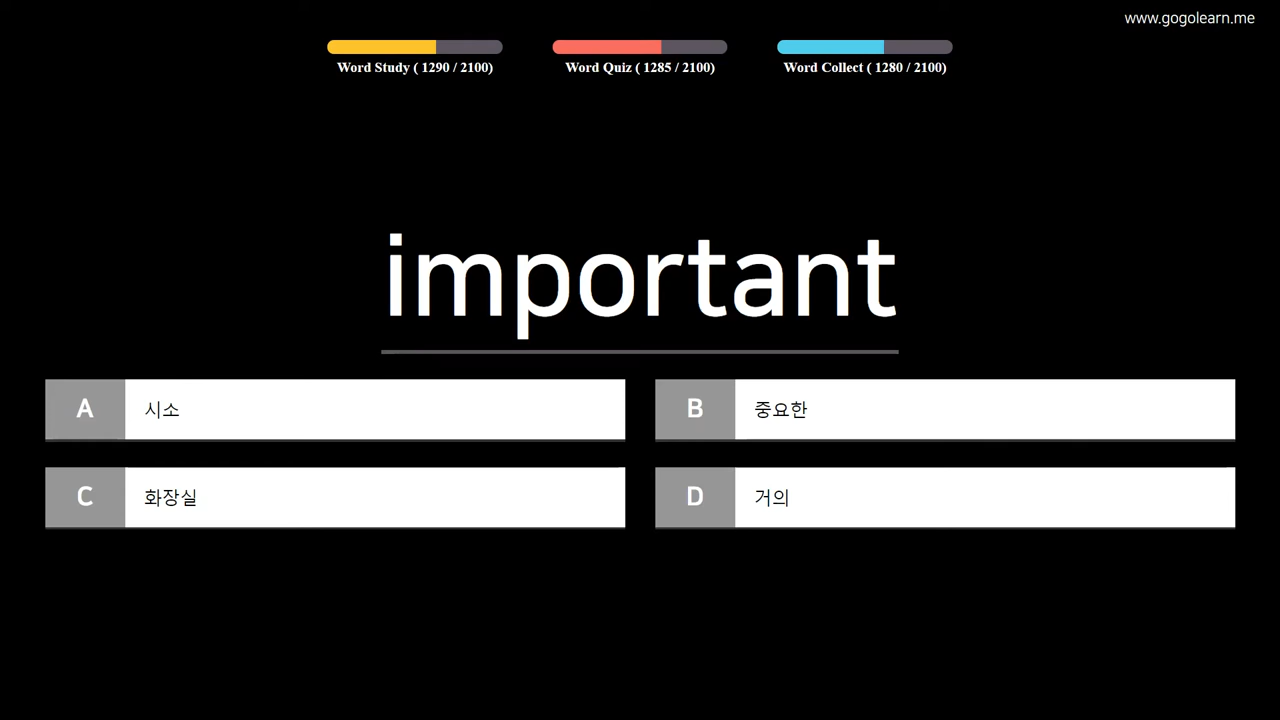 www.gogolearn.me
Word Study ( 1290 / 2100)
Word Quiz ( 1285 / 2100)
Word Collect ( 1280 / 2100)
important
A 시소
B 중요한
C 화장실
D 거의